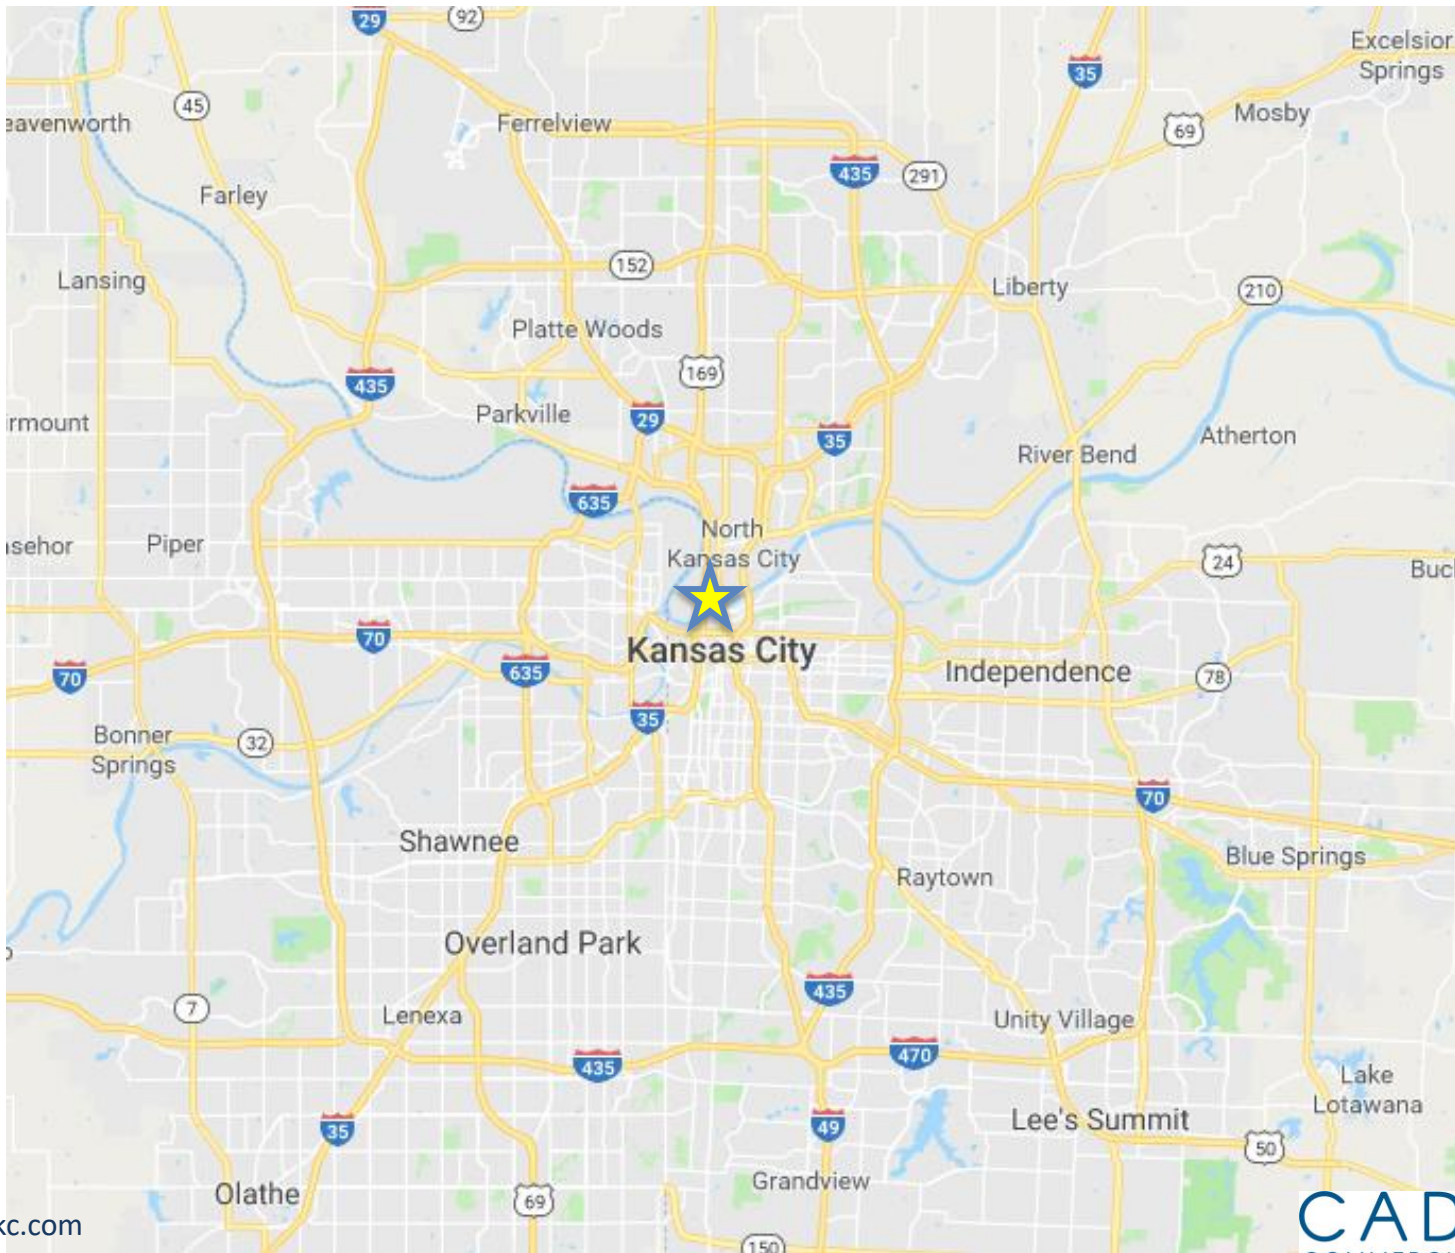 29
92
35
Excelsior
Springs
45
eavenworth
Ferrelview
69
Mosby
435
291
Farley
152
Lansing
Liberty
210
Platte Woods
169
435
Parkville
29
rmount
35
Atherton
River Bend
635
North
Kansas City
asehor
Piper
24
Buc
70
Kansas City
635
Independence
70
78
35
Bonner
Springs
32
70
Shawnee
Blue Springs
Raytown
Overland Park
435
7
Lenexa
Unity Village
435
470
Lake
Lotawana
35
49
Lee's Summit
50
Grandview
Olathe
69
kc.com
150
CAD